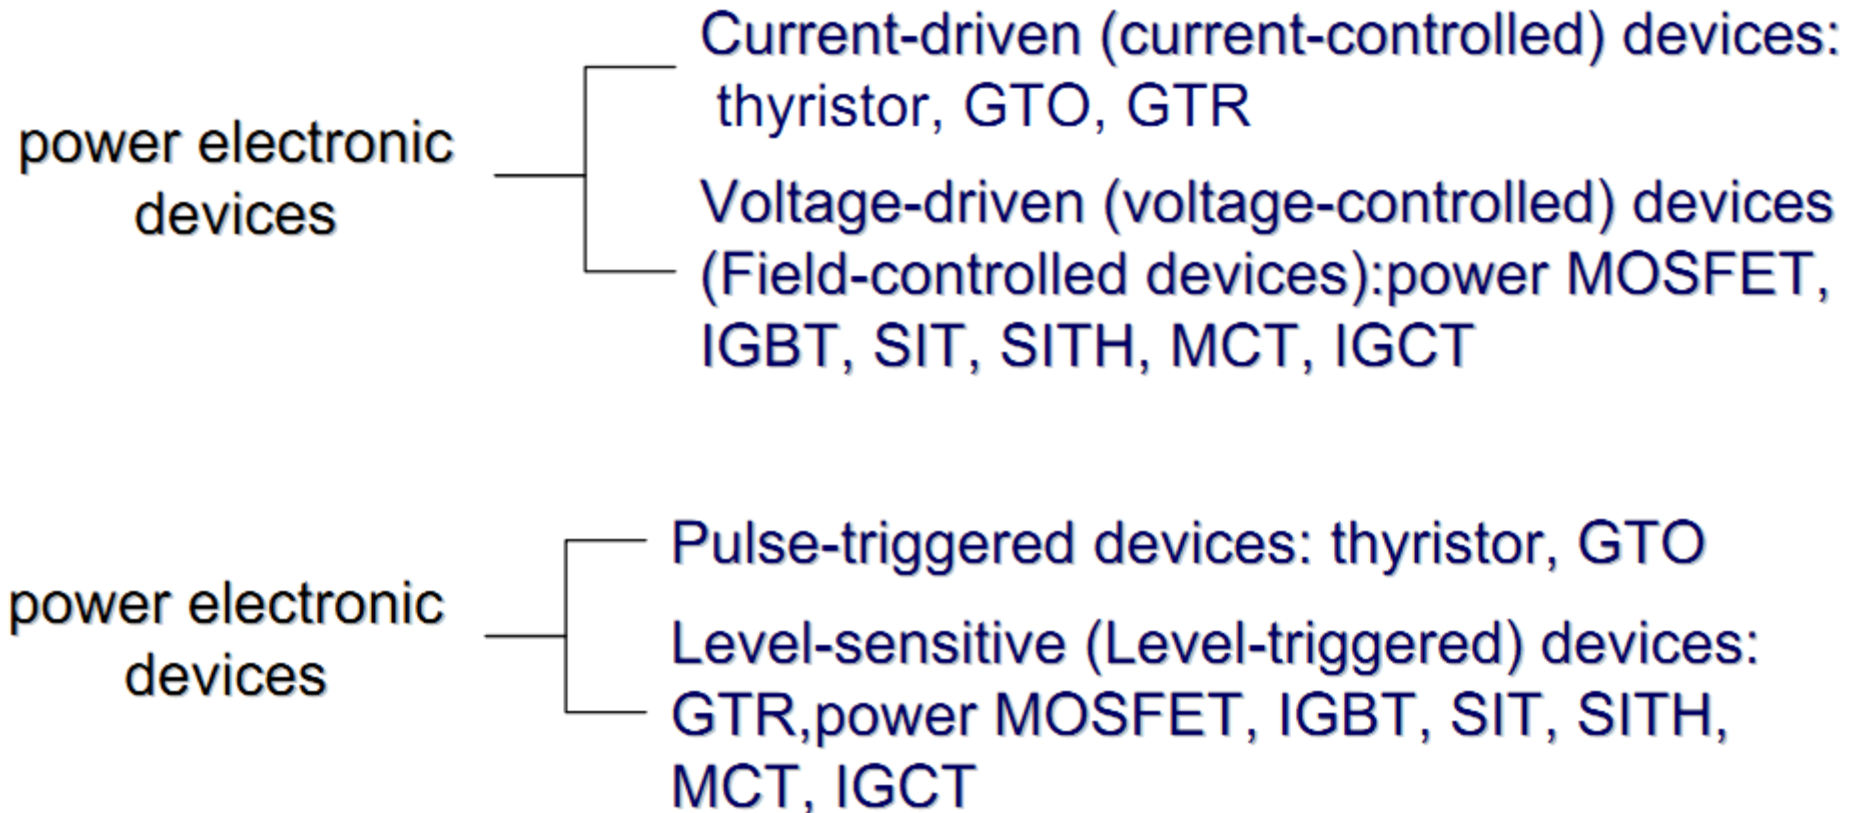 power electronic
devices
Current-driven (current-controlled) devices:
thyristor, GTO, GTR
Voltage-driven (voltage-controlled) devices
(Field-controlled devices):power MOSFET,
IGBT, SIT, SITH, MCT, IGCT
power electronic
devices
Pulse-triggered devices: thyristor, GTO
Level-sensitive (Level-triggered) devices:
GTR,power MOSFET, IGBT, SIT, SITH,
MCT, IGCT